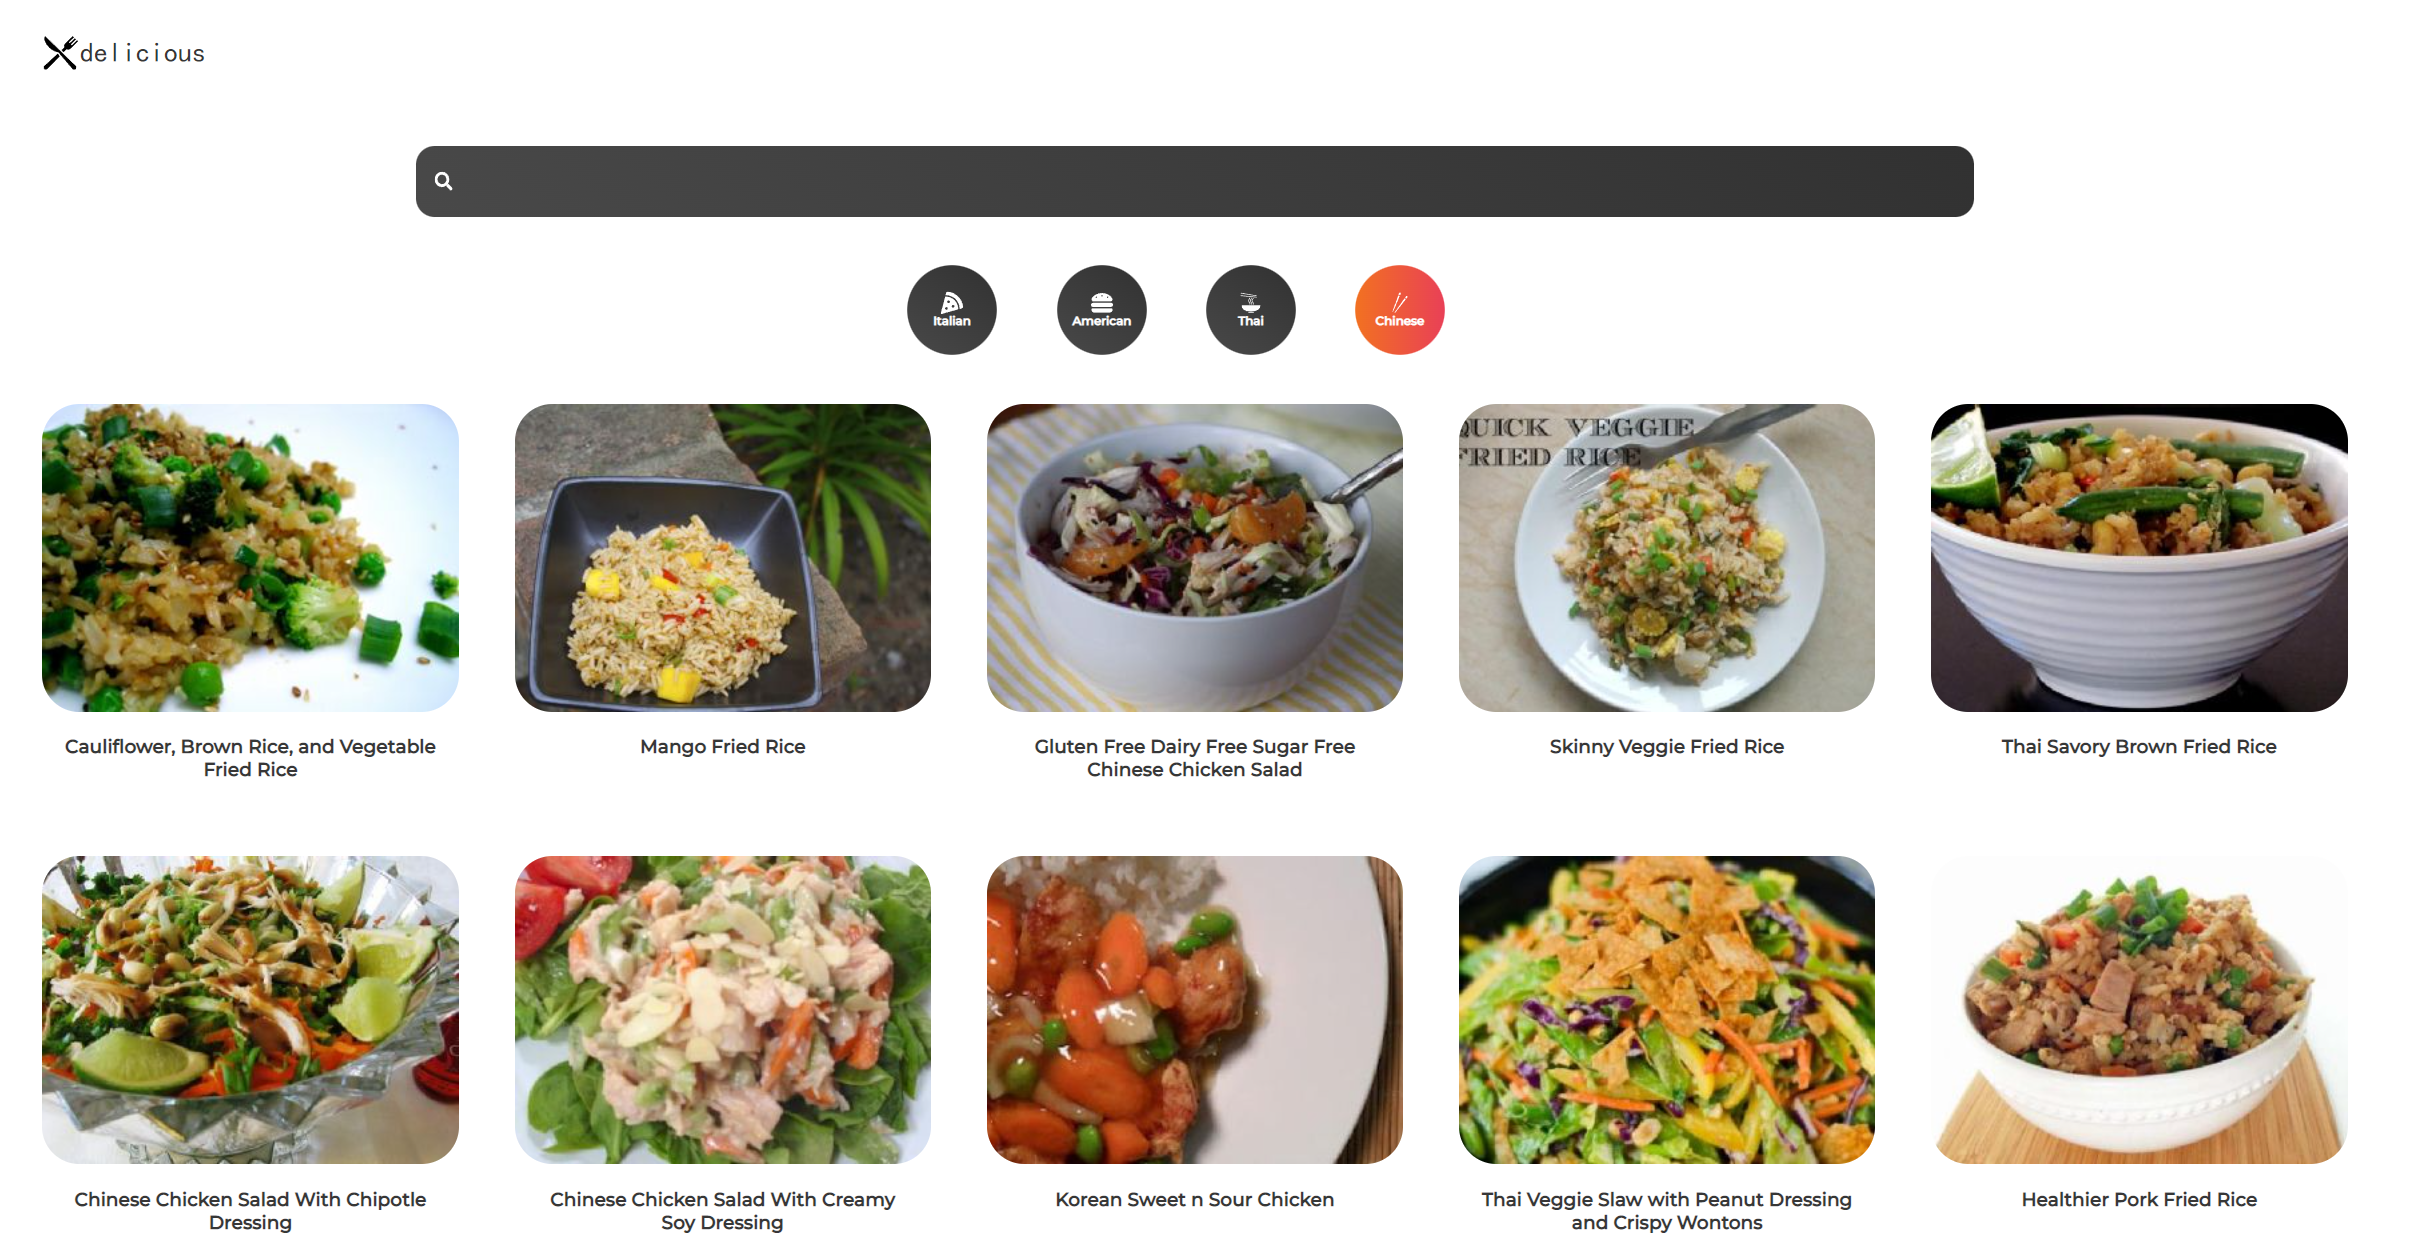 delicious
Italian
American
Thai
Chinese
QUICK VEGGIE
FRIED RICE
Cauliflower, Brown Rice, and Vegetable
Fried Rice
Mango Fried Rice
Gluten Free Dairy Free Sugar Free
Chinese Chicken Salad
Skinny Veggie Fried Rice
Thai Savory Brown Fried Rice
Chinese Chicken Salad With Chipotle
Dressing
Chinese Chicken Salad With Creamy
Soy Dressing
Korean Sweet n Sour Chicken
Thai Veggie Slaw with Peanut Dressing
and Crispy Wontons
Healthier Pork Fried Rice